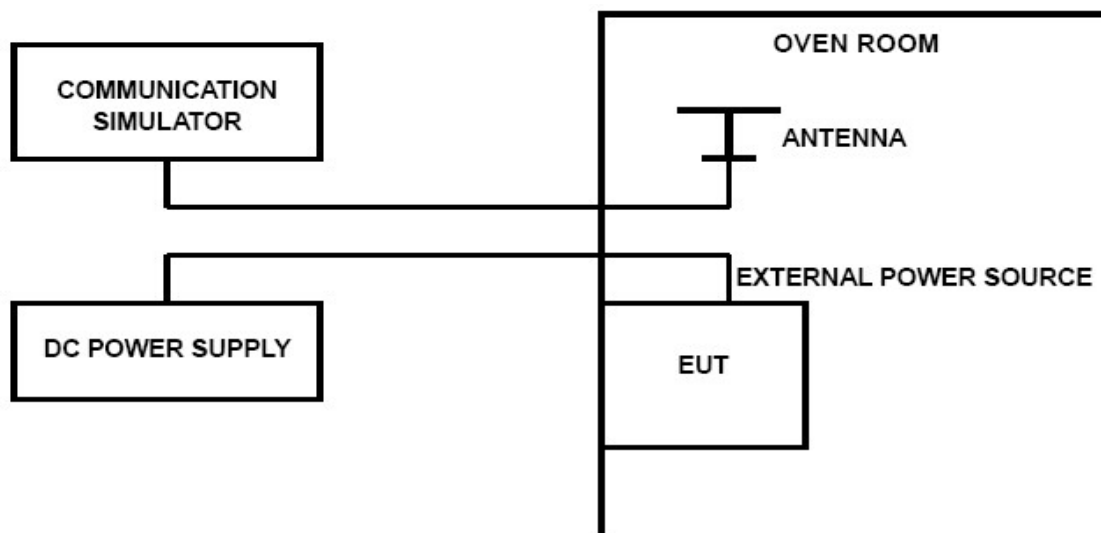 OVEN ROOM
COMMUNICATION
SIMULATOR
ANTENNA
EXTERNAL POWER SOURCE
DC POWER SUPPLY
EUT